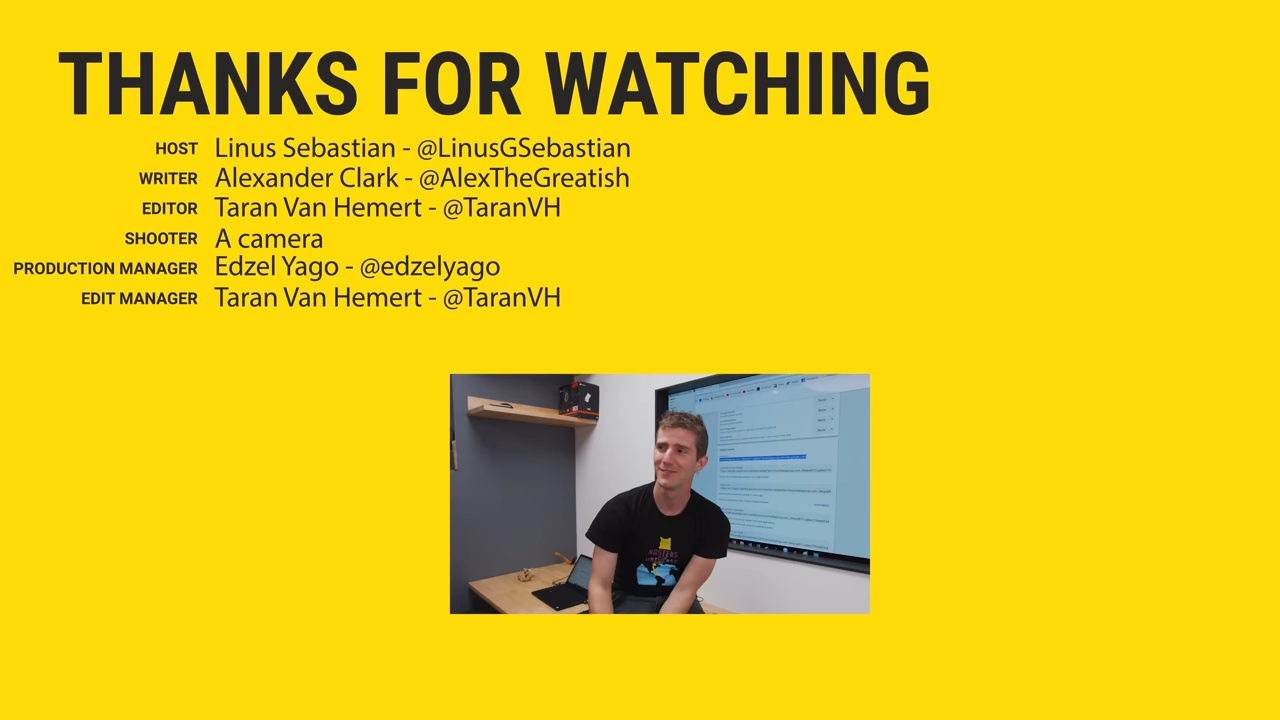 THANKS FOR WATCHING
HOST Linus Sebastian - @LinusGSebastian
WRITER Alexander Clark - @AlexTheGreatish
EDITOR Taran Van Hemert - @TaranVH
SHOOTER A camera
PRODUCTION MANAGER Edzel Yago - @edzelyago
EDIT MANAGER Taran Van Hemert - @TaranVH